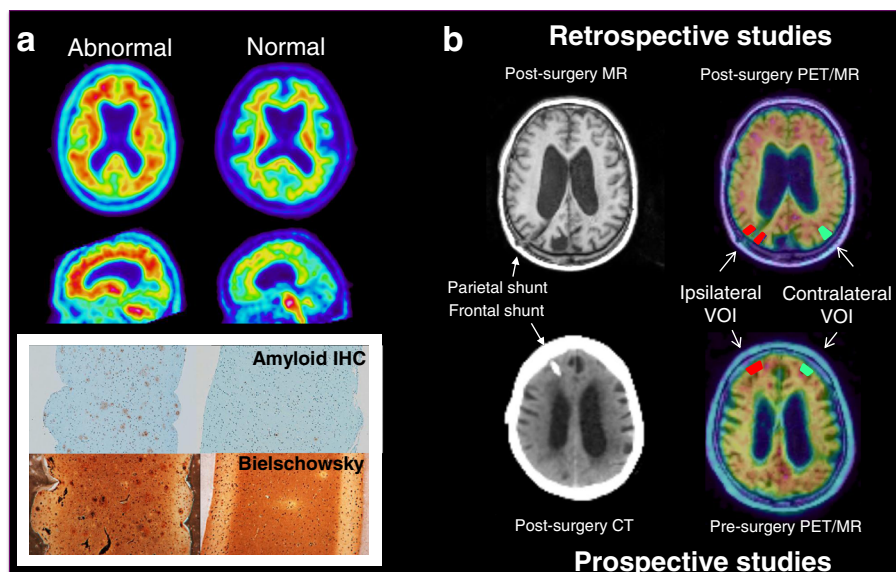 a
Abnormal
Normal
Amyloid IHC
Bielschowsky
b
Retrospective studies
Post-surgery MR
Post-surgery PET/MR
Parietal shunt
Frontal shunt
Ipsilateral
VOI
Contralateral
VOI
Post-surgery CT
Pre-surgery PET/MR
Prospective studies